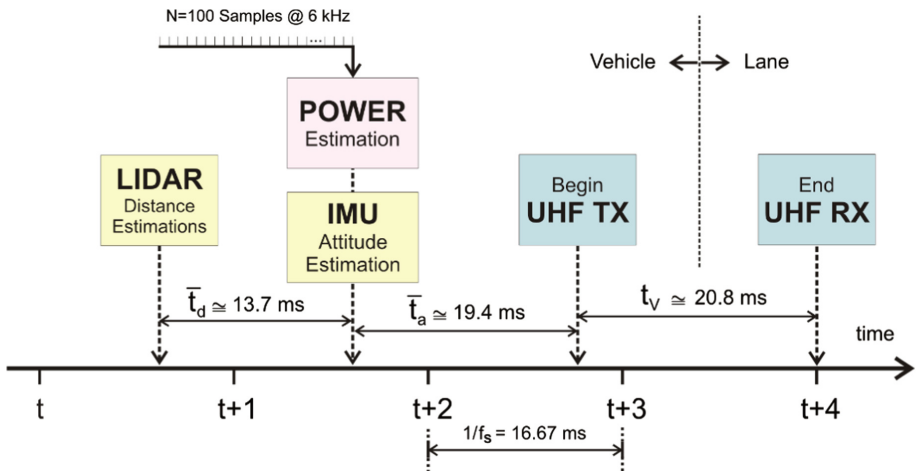 N=100 Samples @ 6 kHz
...
Vehicle
Lane
POWER
Estimation
LIDAR
Distance
Estimations
IMU
Attitude
Estimation
Begin
UHF TX
End
UHF RX
t̅d ≅ 13.7 ms
t̅a ≅ 19.4 ms
tV ≅ 20.8 ms
time
t
t+1
t+2
t+3
t+4
1/fs = 16.67 ms